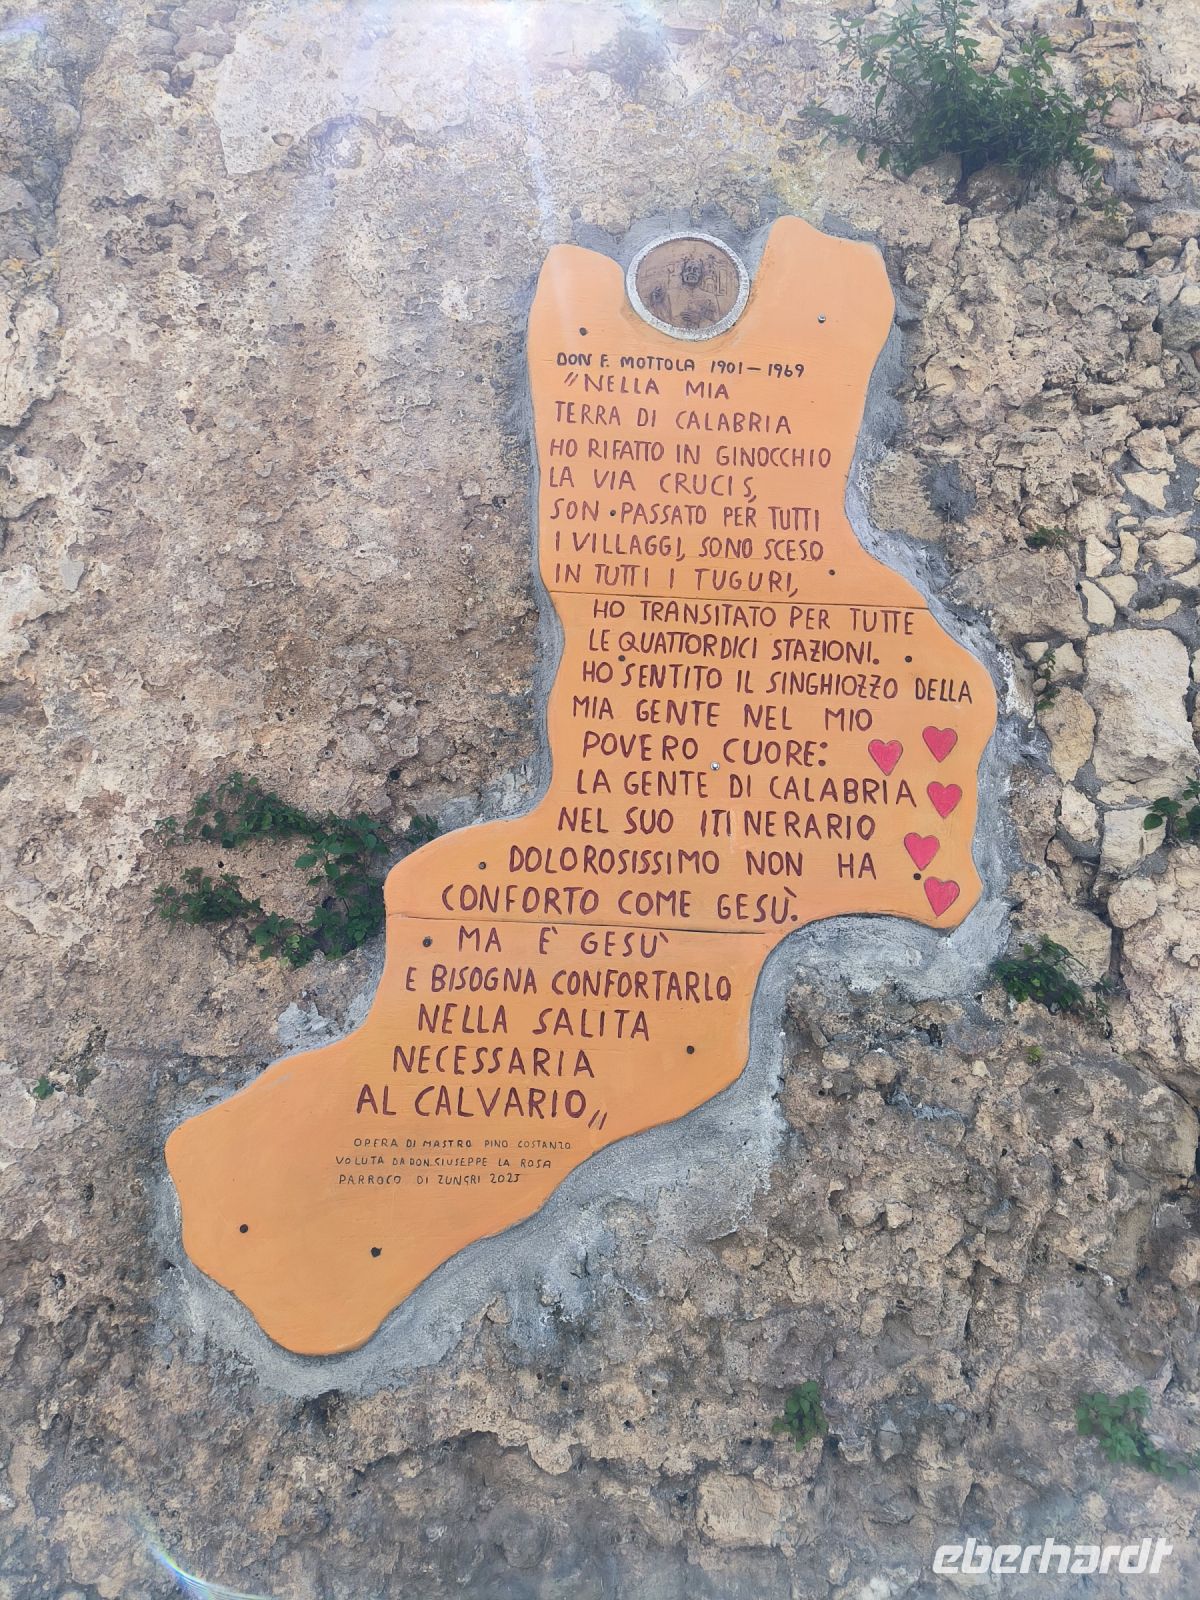 DON F. MOTTOLA 1901-1969
"NELLA MIA
TERRA DI CALABRIA
HO RIFATTO IN GINOCCHIO
LA VIA CRUCIS,
SON PASSATO PER TUTTI
I VILLAGGI, SONO SCESO
IN TUTTI I TUGURI,
HO TRANSITATO PER TUTTE
LE QUATTORDICI STAZIONI.
HO SENTITO IL SINGHIOZZO DELLA
MIA GENTE NEL MIO
POVERO CUORE:
LA GENTE DI CALABRIA
NEL SUO ITINERARIO
DOLOROSISSIMO NON HA
CONFORTO COME GESÙ.
MA E' GESU'
E BISOGNA CONFORTARLO
NELLA SALITA
NECESSARIA
AL CALVARIO"
OPERA DI MASTRO PINO COSTANZO
VOLUTA DA DON GIUSEPPE LA ROSA
PARROCO DI ZUNGRI 2025
eberhardt